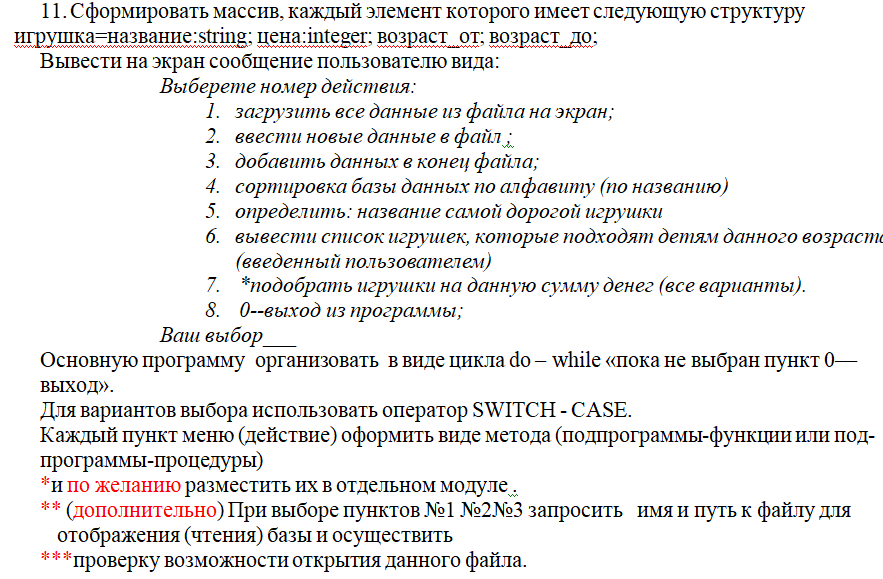 11. Сформировать массив, каждый элемент которого имеет следующую структуру
игрушка=название:string; цена:integer; возраст_от; возраст_до;
Вывести на экран сообщение пользователю вида:
Выберете номер действия:
1. загрузить все данные из файла на экран;
2. ввести новые данные в файл ;
3. добавить данных в конец файла;
4. сортировка базы данных по алфавиту (по названию)
5. определить: название самой дорогой игрушки
6. вывести список игрушек, которые подходят детям данного возраста
(введенный пользователем)
7. *подобрать игрушки на данную сумму денег (все варианты).
8. 0--выход из программы;
Ваш выбор___
Основную программу организовать в виде цикла do – while «пока не выбран пункт 0—
выход».
Для вариантов выбора использовать оператор SWITCH - CASE.
Каждый пункт меню (действие) оформить виде метода (подпрограммы-функции или под-
программы-процедуры)
*и по желанию разместить их в отдельном модуле .
** (дополнительно) При выборе пунктов №1 №2№3 запросить имя и путь к файлу для
отображения (чтения) базы и осуществить
***проверку возможности открытия данного файла.